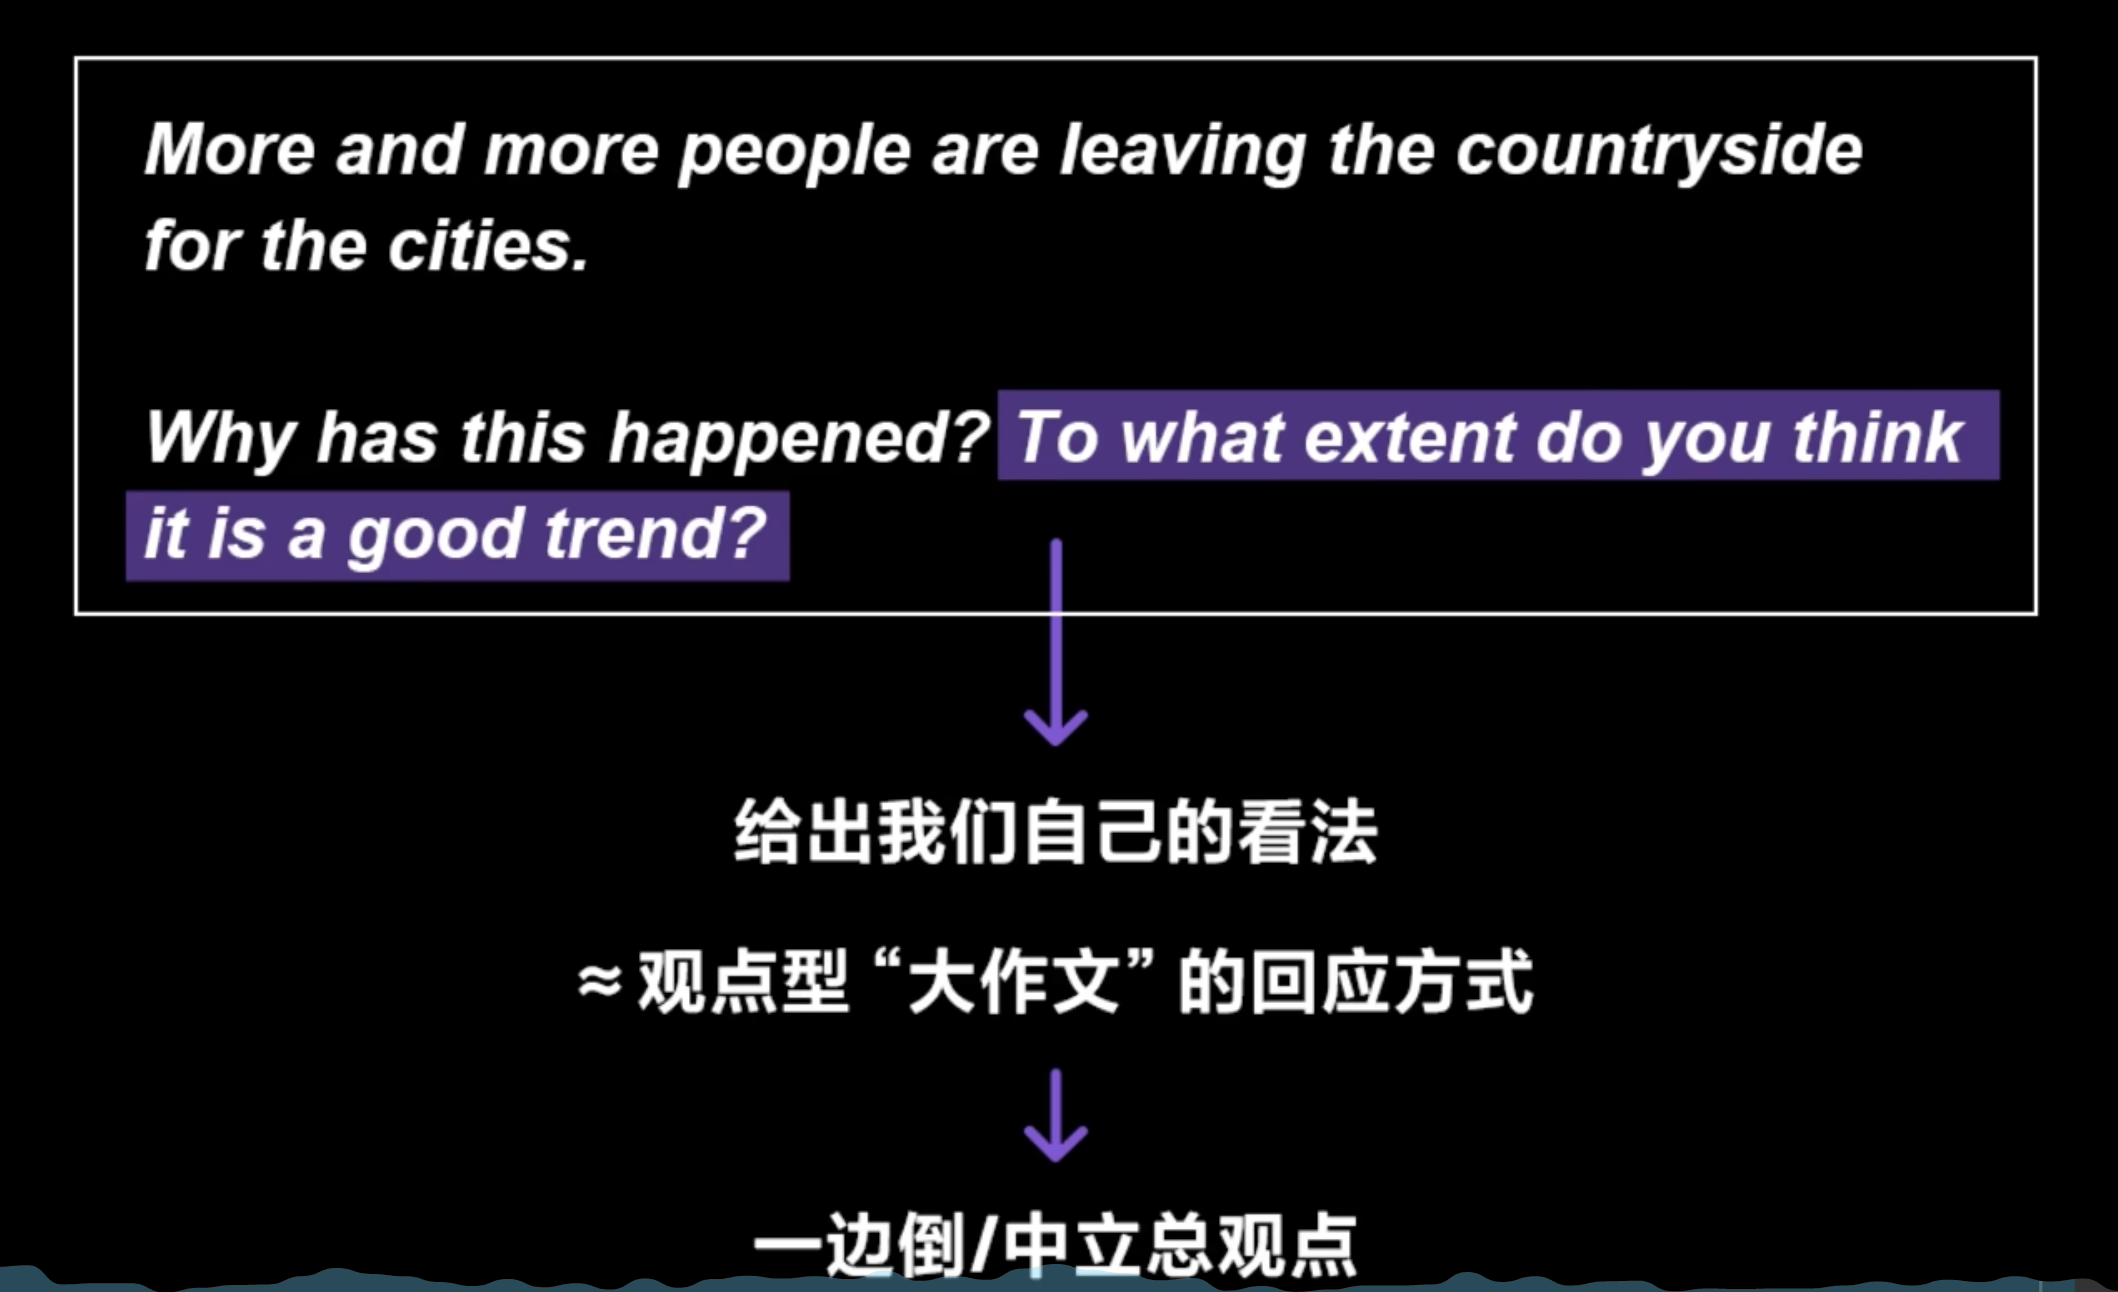 More and more people are leaving the countryside
for the cities.
Why has this happened? To what extent do you think
it is a good trend?
给出我们自己的看法
≈观点型“大作文”的回应方式
一边倒/中立总观点